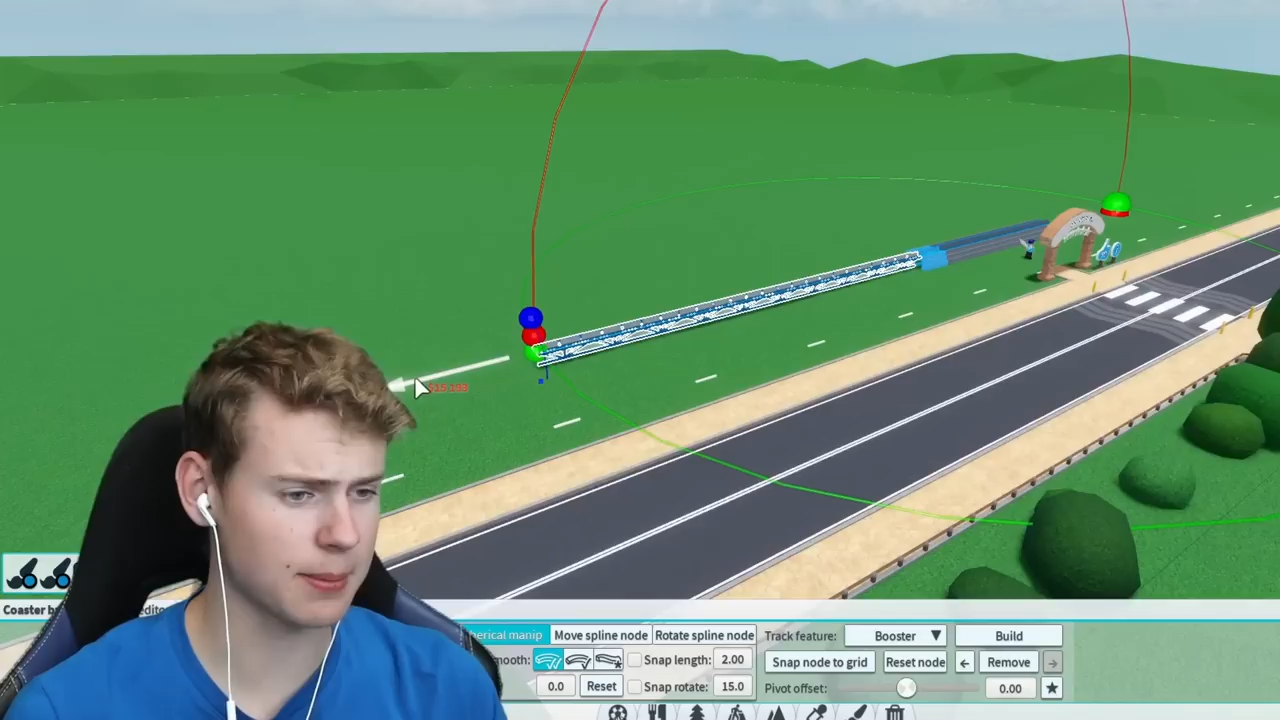 Coaster b
edito
erical manip Move spline node Rotate spline node Track feature: Booster ▼ Build
mooth: Snap length: 2.00 Snap node to grid Reset node ← Remove →
0.0 Reset Snap rotate: 15.0 Pivot offset: 0.00 ★